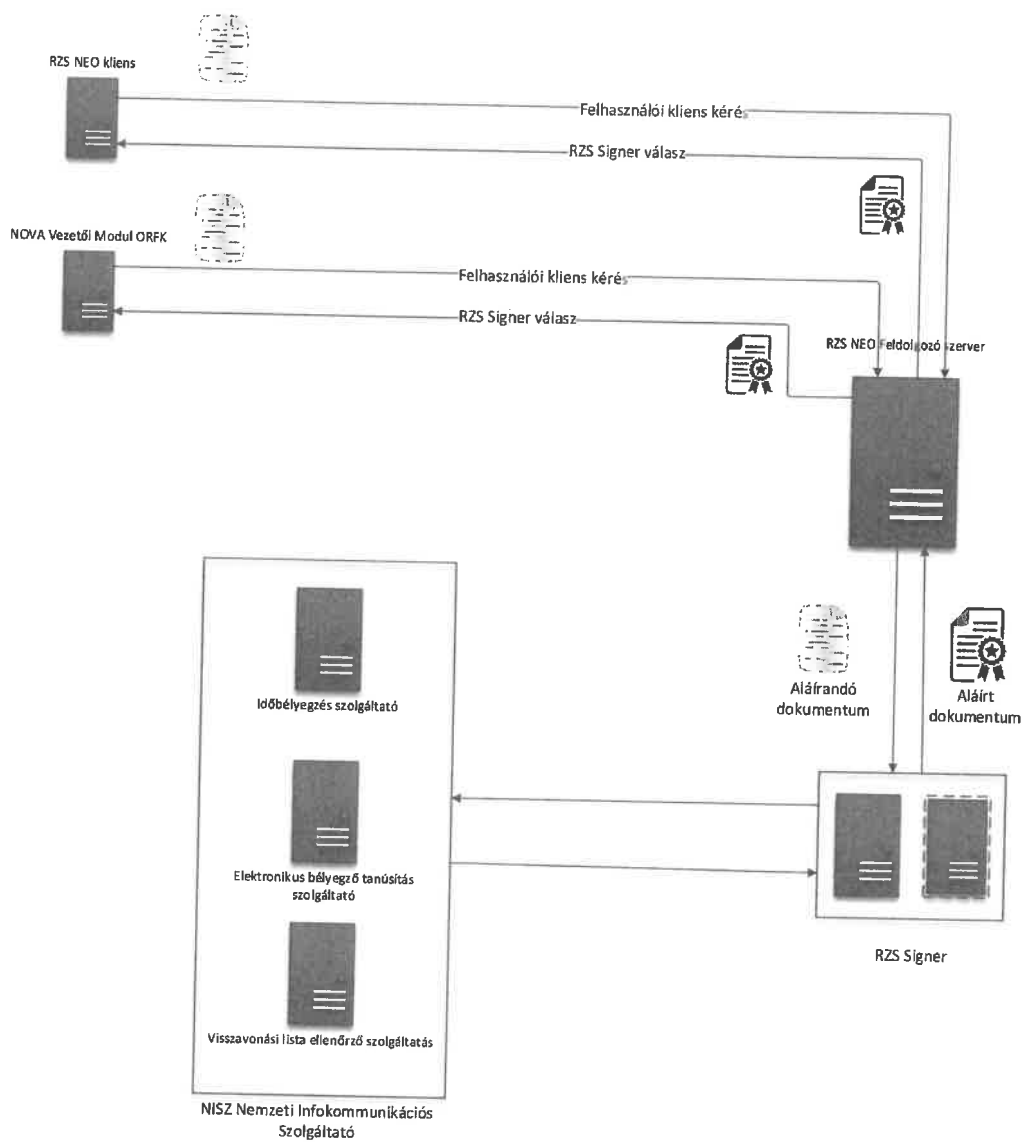 RZS NEO kliens
Felhasználói kliens kérés
RZS Signer válasz
NOVA Vezetői Modul ORFK
Felhasználói kliens kérés
RZS Signer válasz
RZS NEO Feldolgozó szerver
Időbélyegzés szolgáltató
Aláírandó
dokumentum
Aláírt
dokumentum
Elektronikus bélyegző tanúsítás
szolgáltató
RZS Signer
Visszavonási lista ellenőrző szolgáltatás
NISZ Nemzeti Infokommunikációs
Szolgáltató